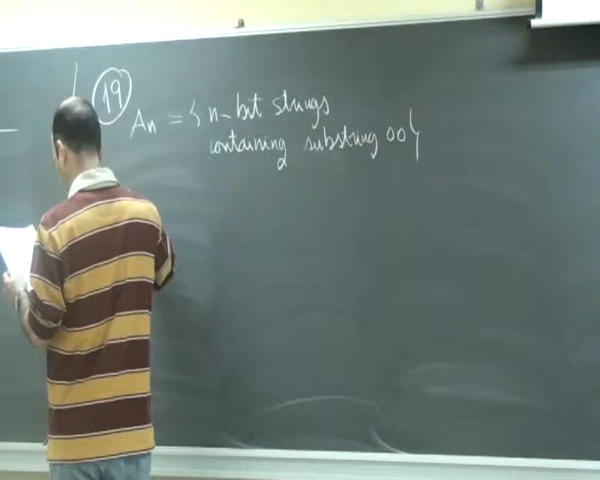 19
An = { n-bit strings
containing substring 00}